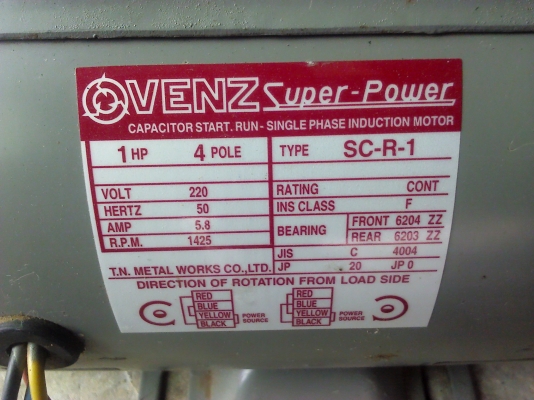 VENZ Super-Power
CAPACITOR START. RUN - SINGLE PHASE INDUCTION MOTOR
1 HP 4 POLE TYPE SC-R-1
VOLT 220 RATING CONT
HERTZ 50 INS CLASS F
AMP 5.8 BEARING FRONT 6204 ZZ
R.P.M. 1425 REAR 6203 ZZ
JIS C 4004
T.N. METAL WORKS CO.,LTD. JP 20 JP 0
DIRECTION OF ROTATION FROM LOAD SIDE
RED RED
BLUE BLUE
YELLOW POWER YELLOW POWER
BLACK SOURCE BLACK SOURCE